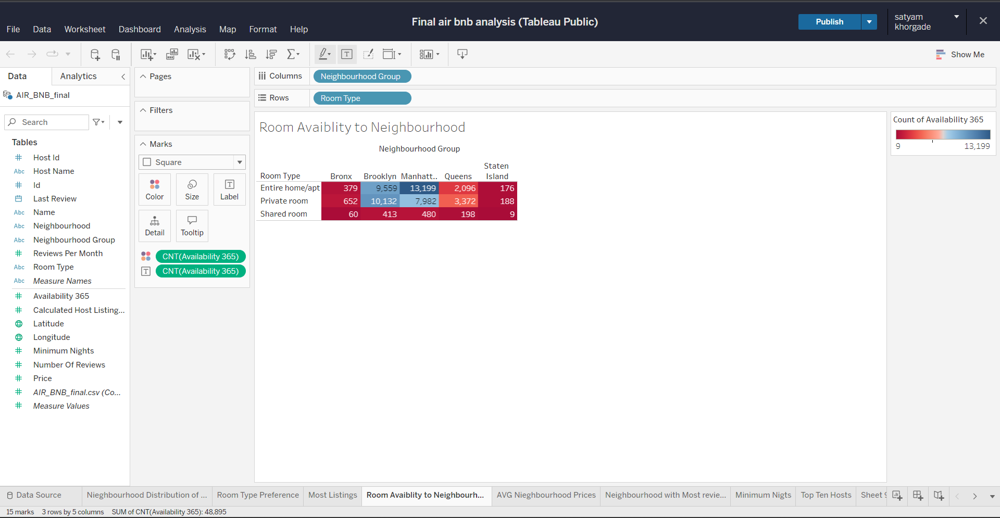 Final air bnb analysis (Tableau Public)
Publish
satyam
khorgade
File Data Worksheet Dashboard Analysis Map Format Help
Show Me
Data Analytics
AIR_BNB_final
Search
Tables
Host Id
Abc Host Name
Id
Last Review
Abc Name
Abc Neighbourhood
Abc Neighbourhood Group
Reviews Per Month
Abc Room Type
Abc Measure Names
Availability 365
Calculated Host Listing...
Latitude
Longitude
Minimum Nights
Number Of Reviews
Price
AIR_BNB_final.csv (Co...
Measure Values
Pages
Filters
Marks
Square
Color Size Label
Detail Tooltip
CNT(Availability 365)
CNT(Availability 365)
Columns Neighbourhood Group
Rows Room Type
Room Avaiblity to Neighbourhood
Neighbourhood Group
Room Type Bronx Brooklyn Manhatt.. Queens Staten Island
Entire home/apt 379 9,559 13,199 2,096 176
Private room 652 10,132 7,982 3,372 188
Shared room 60 413 480 198 9
Count of Availability 365
9 13,199
Data Source Nieghbourhood Distribution of ... Room Type Preference Most Listings Room Avaiblity to Neighbourh... AVG Nieghbourhood Prices Neighbourhood with Most revie... Minimum Nigts Top Ten Hosts Sheet
15 marks 3 rows by 5 columns SUM of CNT(Availability 365): 48,895